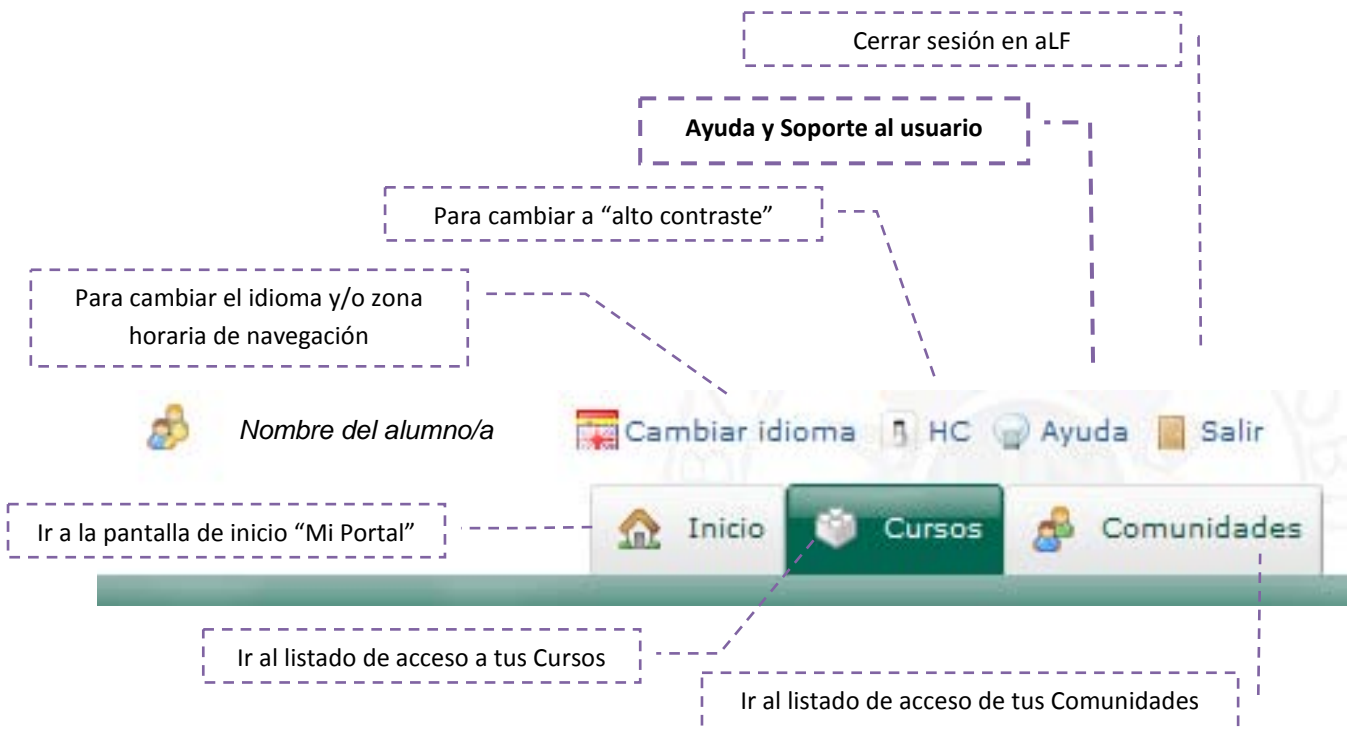 Cerrar sesión en aLF
Ayuda y Soporte al usuario
Para cambiar a “alto contraste”
Para cambiar el idioma y/o zona
horaria de navegación
Nombre del alumno/a
Cambiar idioma HC Ayuda Salir
Ir a la pantalla de inicio “Mi Portal”
Inicio Cursos Comunidades
Ir al listado de acceso a tus Cursos
Ir al listado de acceso de tus Comunidades